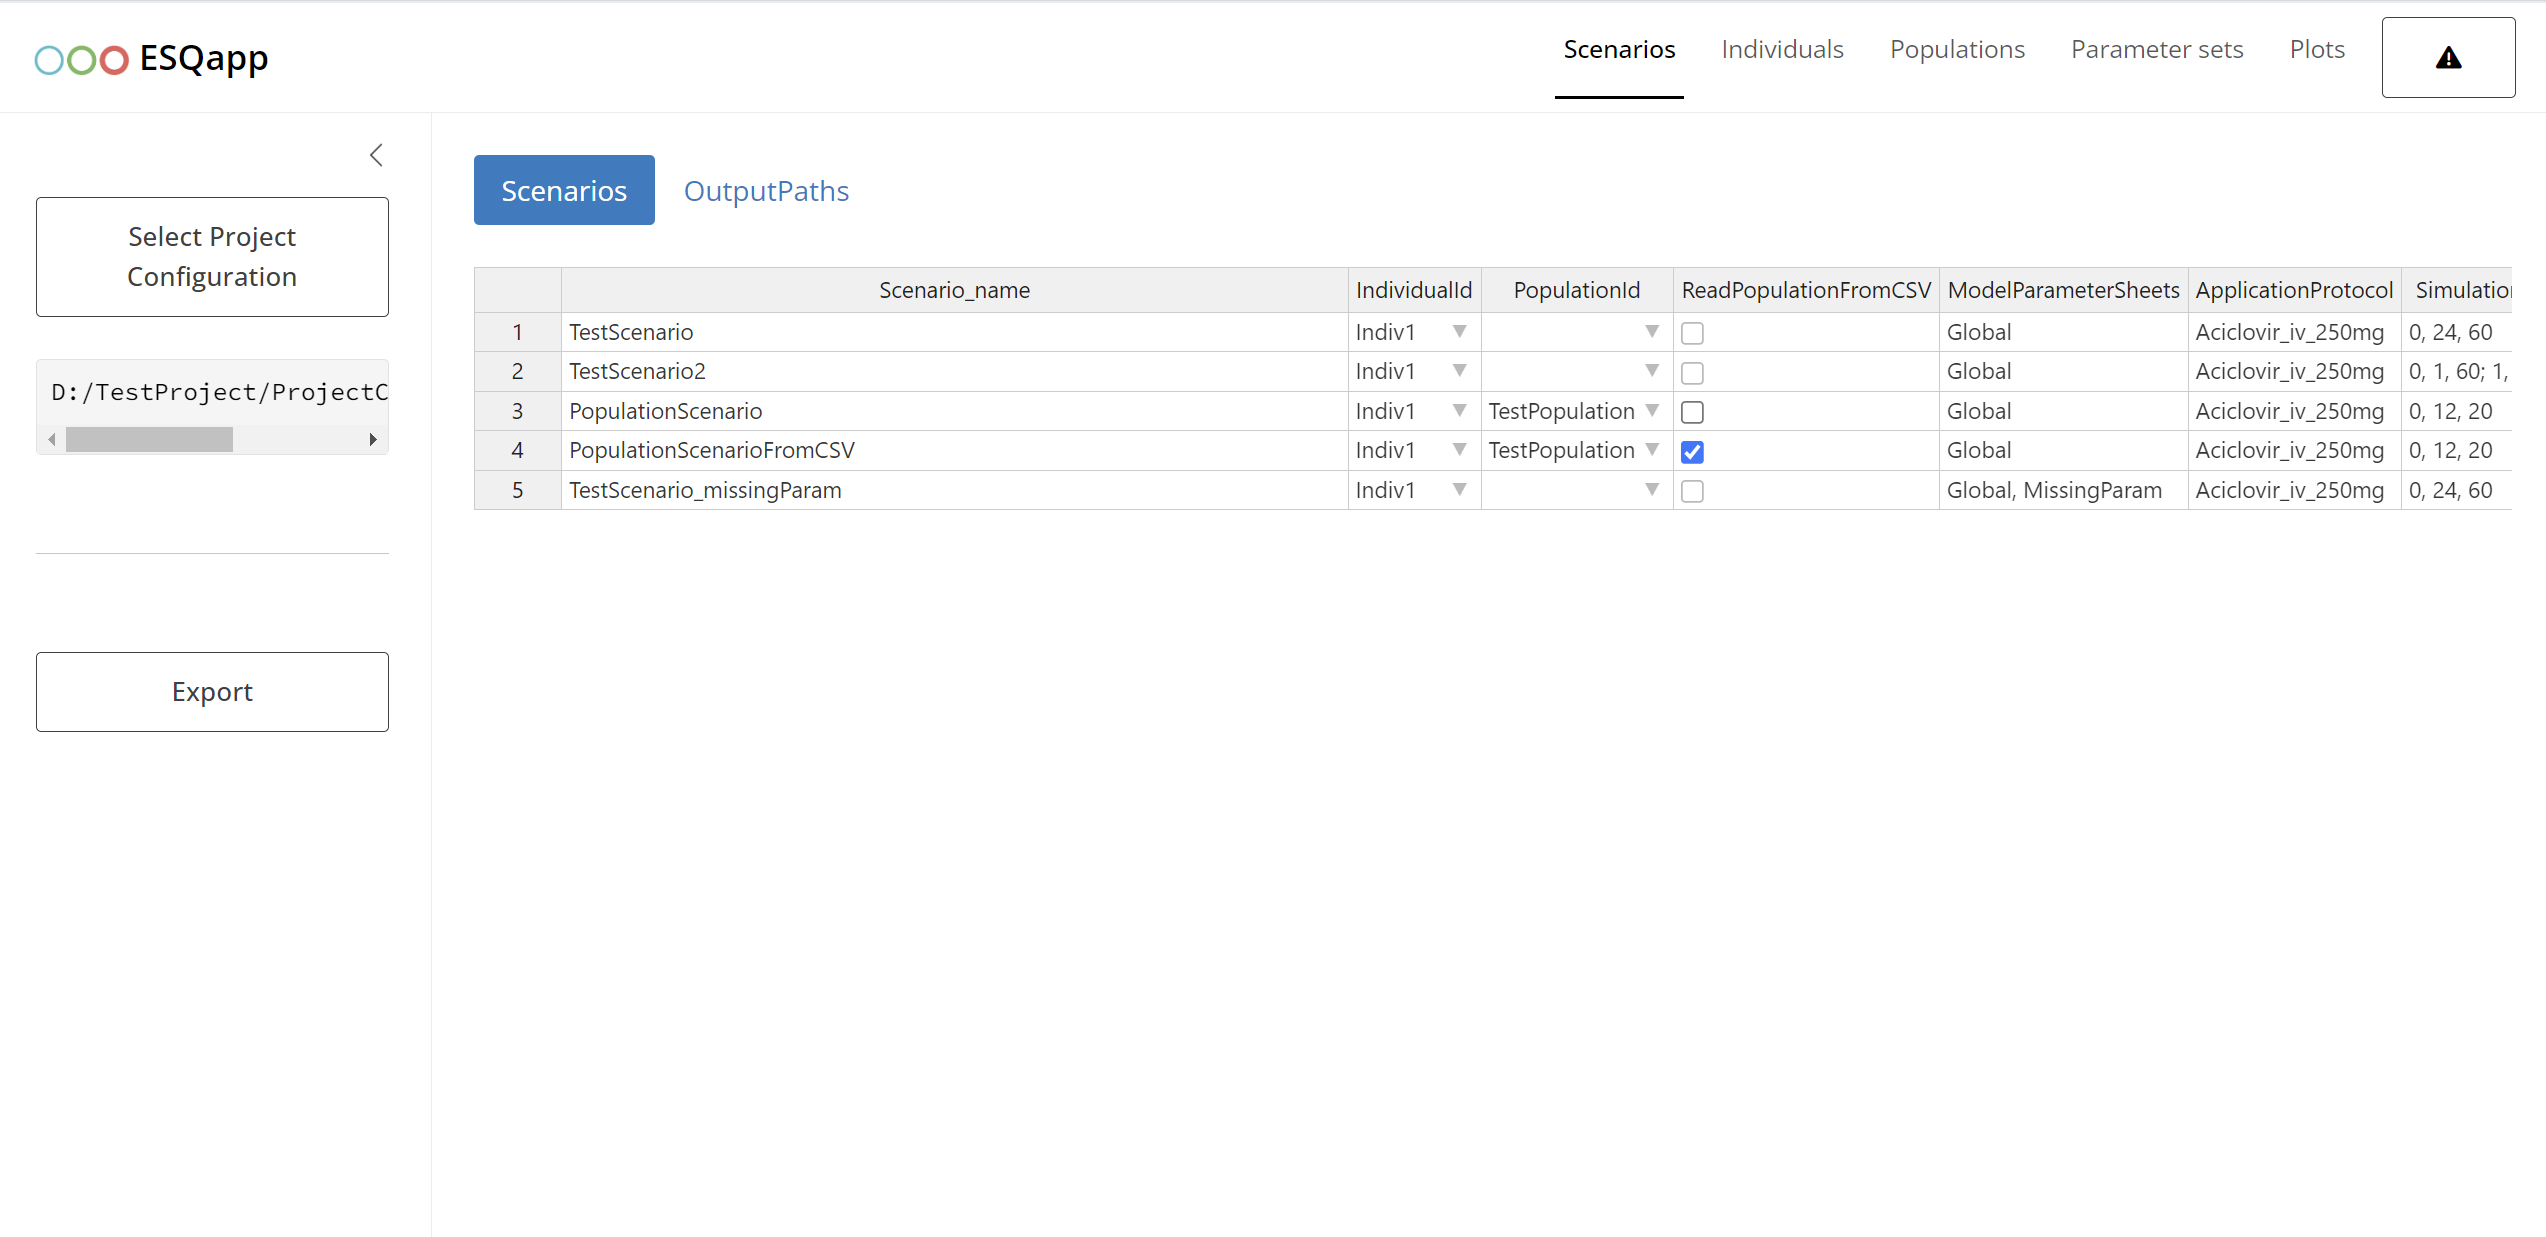 ESQapp
Scenarios Individuals Populations Parameter sets Plots
Select Project
Configuration
D:/TestProject/ProjectC
Export
Scenarios OutputPaths
Scenario_name IndividualId PopulationId ReadPopulationFromCSV ModelParameterSheets ApplicationProtocol Simulation
1 TestScenario Indiv1 Global Aciclovir_iv_250mg 0, 24, 60
2 TestScenario2 Indiv1 Global Aciclovir_iv_250mg 0, 1, 60; 1,
3 PopulationScenario Indiv1 TestPopulation Global Aciclovir_iv_250mg 0, 12, 20
4 PopulationScenarioFromCSV Indiv1 TestPopulation Global Aciclovir_iv_250mg 0, 12, 20
5 TestScenario_missingParam Indiv1 Global, MissingParam Aciclovir_iv_250mg 0, 24, 60